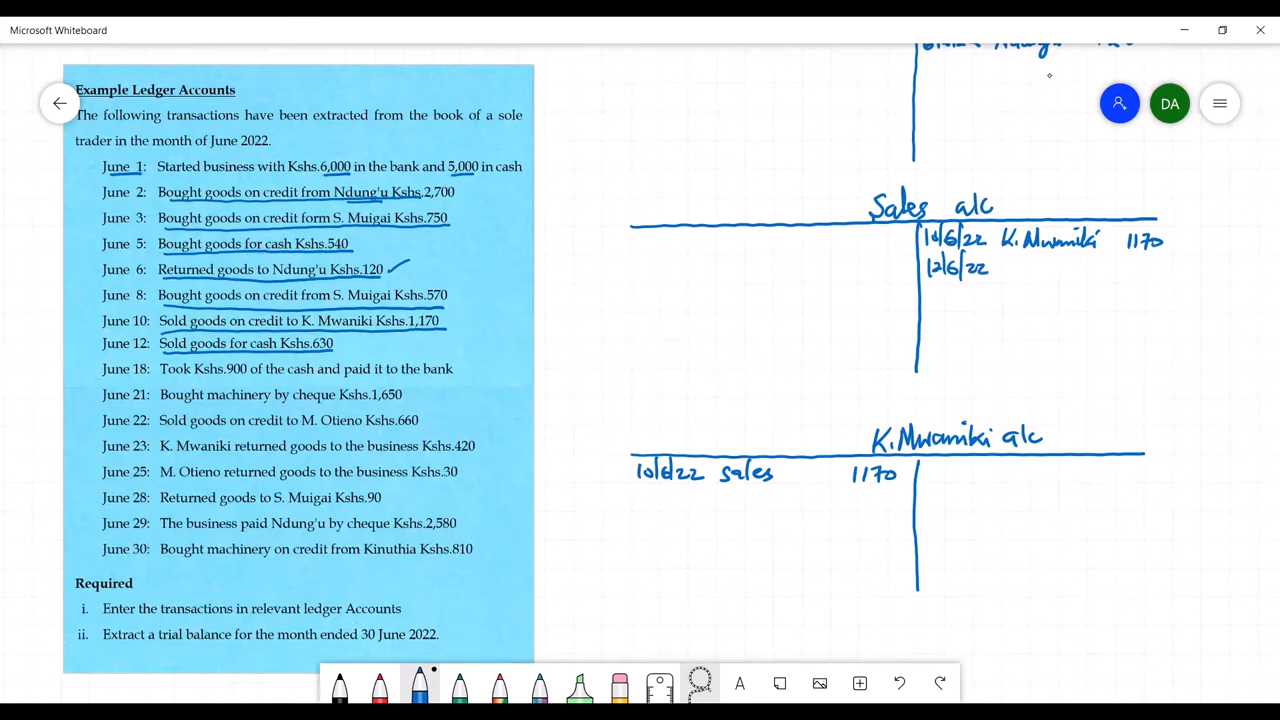 Microsoft Whiteboard
Example Ledger Accounts
The following transactions have been extracted from the book of a sole
trader in the month of June 2022.
June 1: Started business with Kshs.6,000 in the bank and 5,000 in cash
June 2: Bought goods on credit from Ndung'u Kshs.2,700
June 3: Bought goods on credit form S. Muigai Kshs.750
June 5: Bought goods for cash Kshs.540
June 6: Returned goods to Ndung'u Kshs.120
June 8: Bought goods on credit from S. Muigai Kshs.570
June 10: Sold goods on credit to K. Mwaniki Kshs.1,170
June 12: Sold goods for cash Kshs.630
June 18: Took Kshs.900 of the cash and paid it to the bank
June 21: Bought machinery by cheque Kshs.1,650
June 22: Sold goods on credit to M. Otieno Kshs.660
June 23: K. Mwaniki returned goods to the business Kshs.420
June 25: M. Otieno returned goods to the business Kshs.30
June 28: Returned goods to S. Muigai Kshs.90
June 29: The business paid Ndung'u by cheque Kshs.2,580
June 30: Bought machinery on credit from Kinuthia Kshs.810
Required
i. Enter the transactions in relevant ledger Accounts
ii. Extract a trial balance for the month ended 30 June 2022.
DA
Sales a/c
10/6/22 K. Mwaniki 1170
12/6/22
K. Mwaniki a/c
10/6/22 sales 1170
A